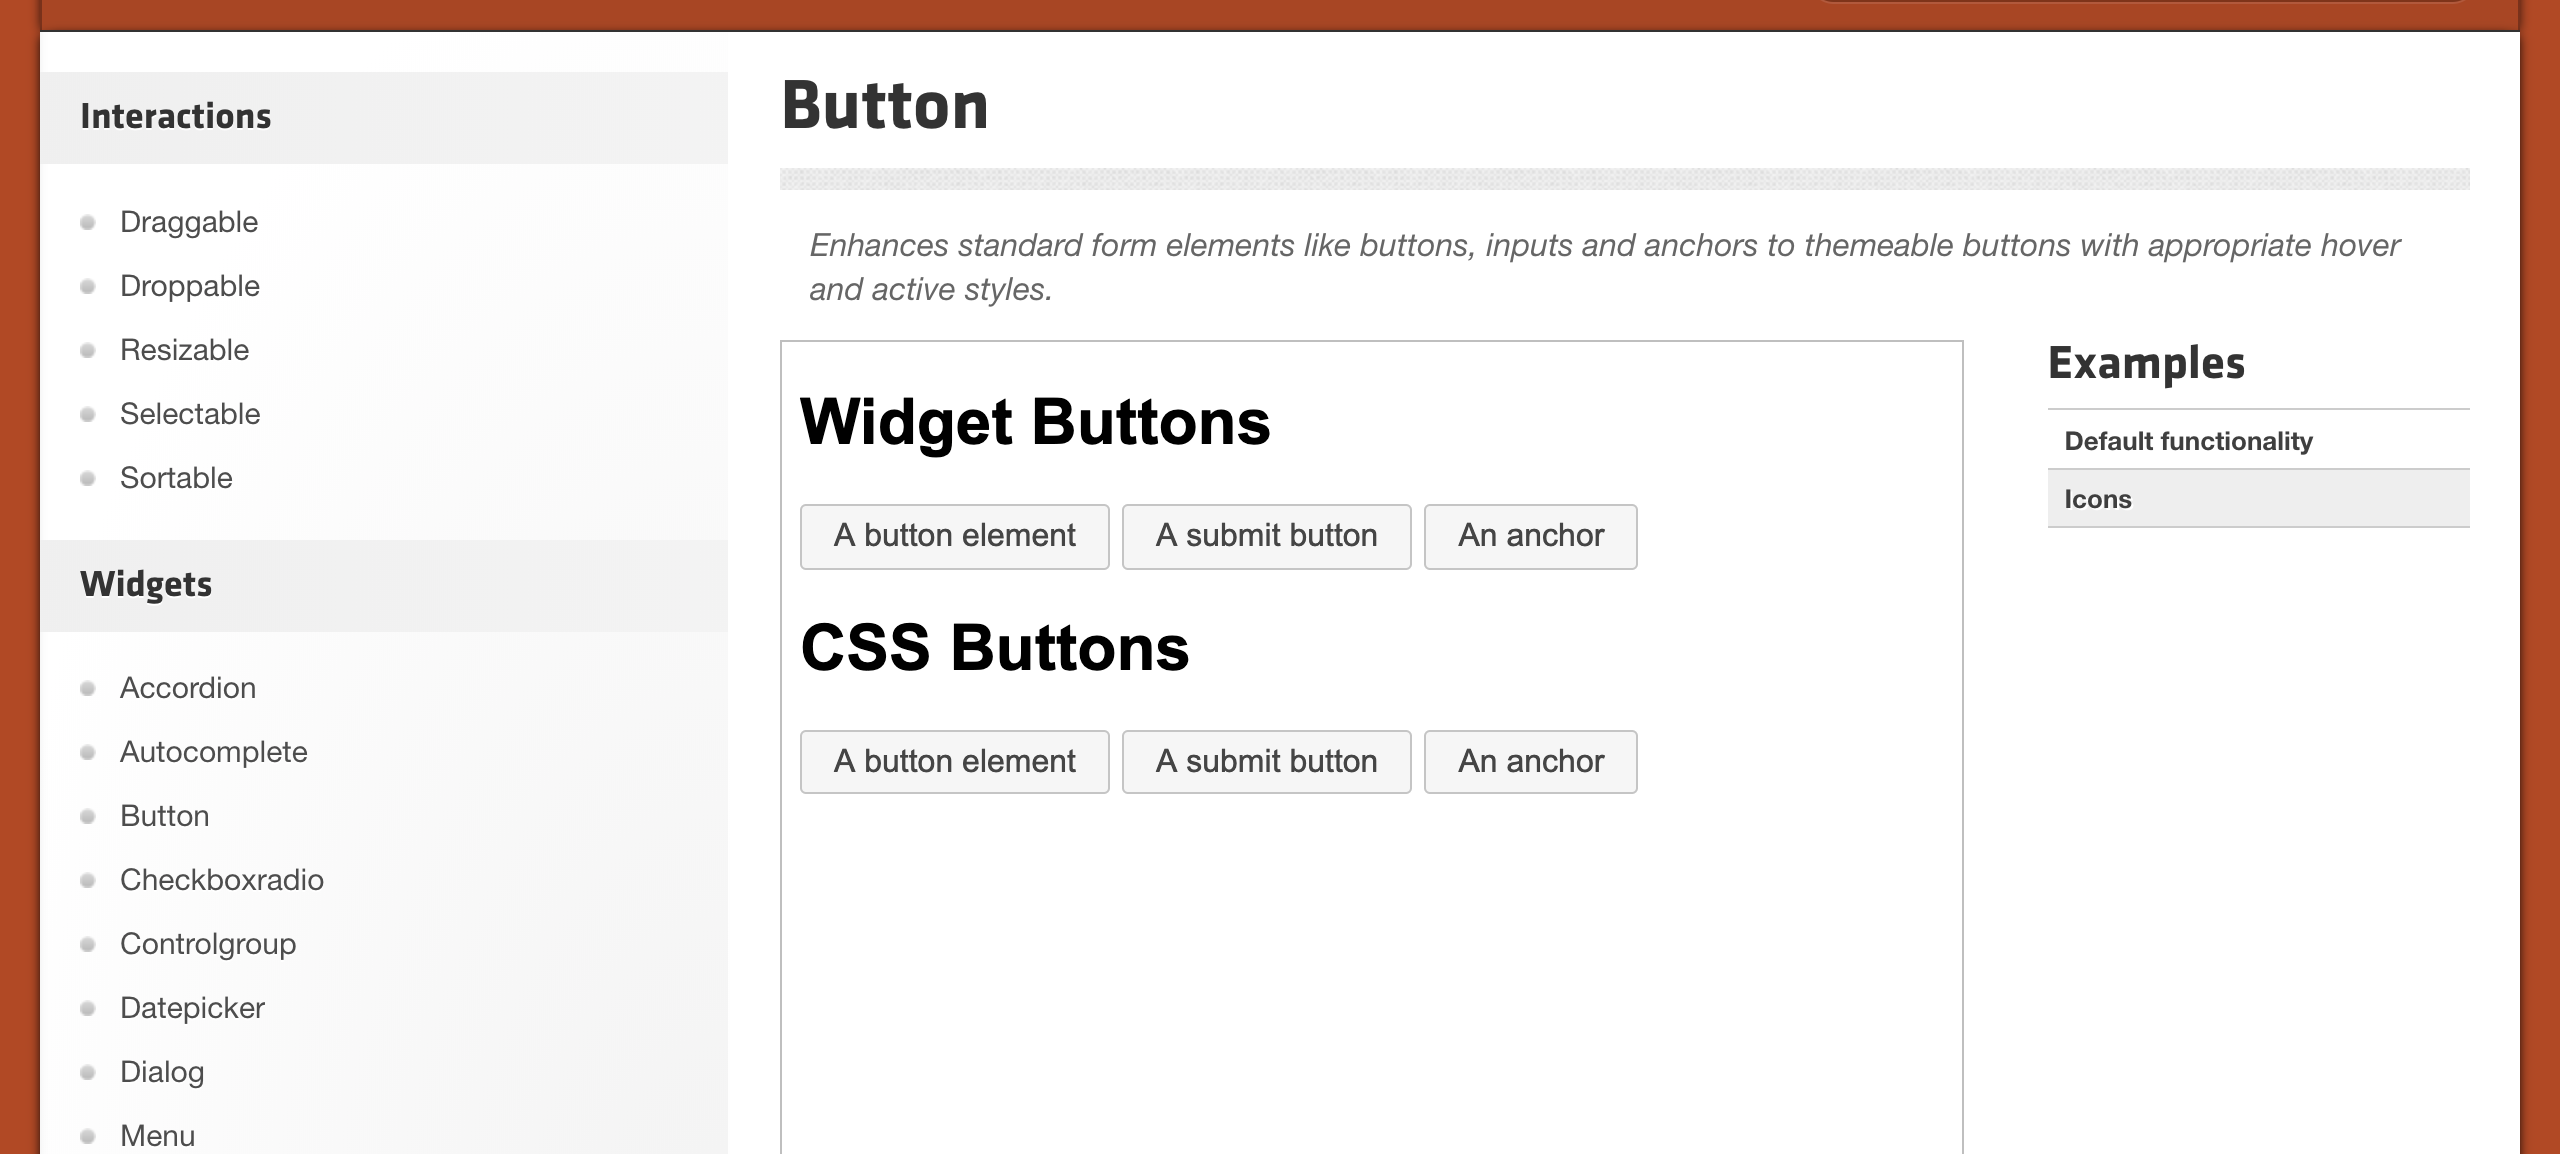 Interactions
Draggable
Droppable
Resizable
Selectable
Sortable
Widgets
Accordion
Autocomplete
Button
Checkboxradio
Controlgroup
Datepicker
Dialog
Menu
Button
Enhances standard form elements like buttons, inputs and anchors to themeable buttons with appropriate hover
and active styles.
Widget Buttons
A button element A submit button An anchor
CSS Buttons
A button element A submit button An anchor
Examples
Default functionality
Icons